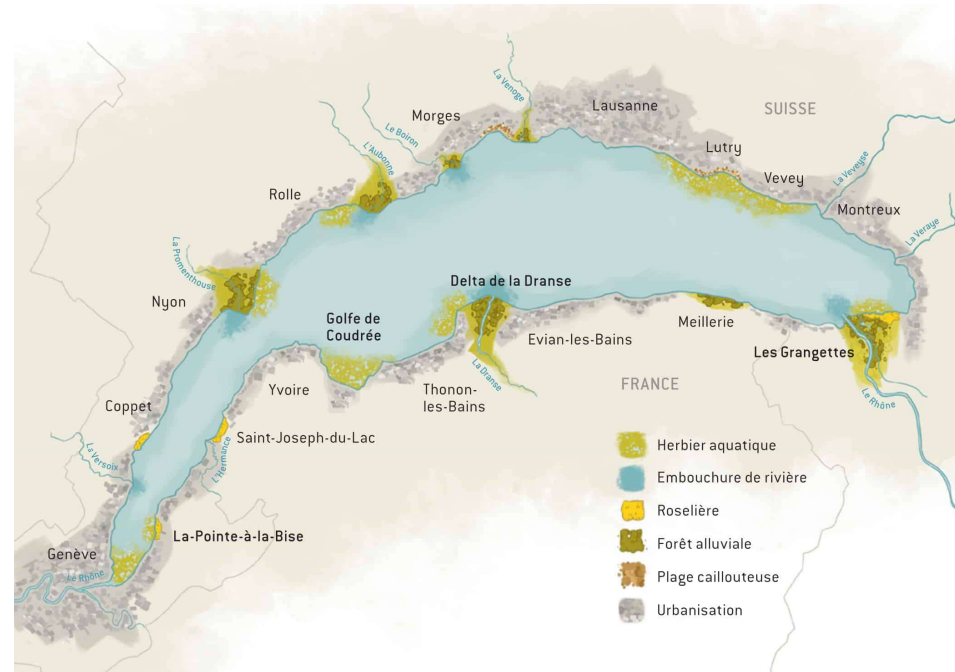 La Venoge
Lausanne
SUISSE
Morges
Le Boiron
L'Aubonne
Lutry
Vevey
La Veveyse
Rolle
Montreux
La Veraye
La Promenthouse
Nyon
Delta de la Dranse
Golfe de
Coudrée
Evian-les-Bains
Meillerie
Les Grangettes
La Dranse
FRANCE
Le Rhône
Yvoire
Thonon-
les-Bains
Coppet
Saint-Joseph-du-Lac
La Versoix
L'Hermance
La-Pointe-à-la-Bise
Genève
Le Rhône
Herbier aquatique
Embouchure de rivière
Roselière
Forêt alluviale
Plage caillouteuse
Urbanisation